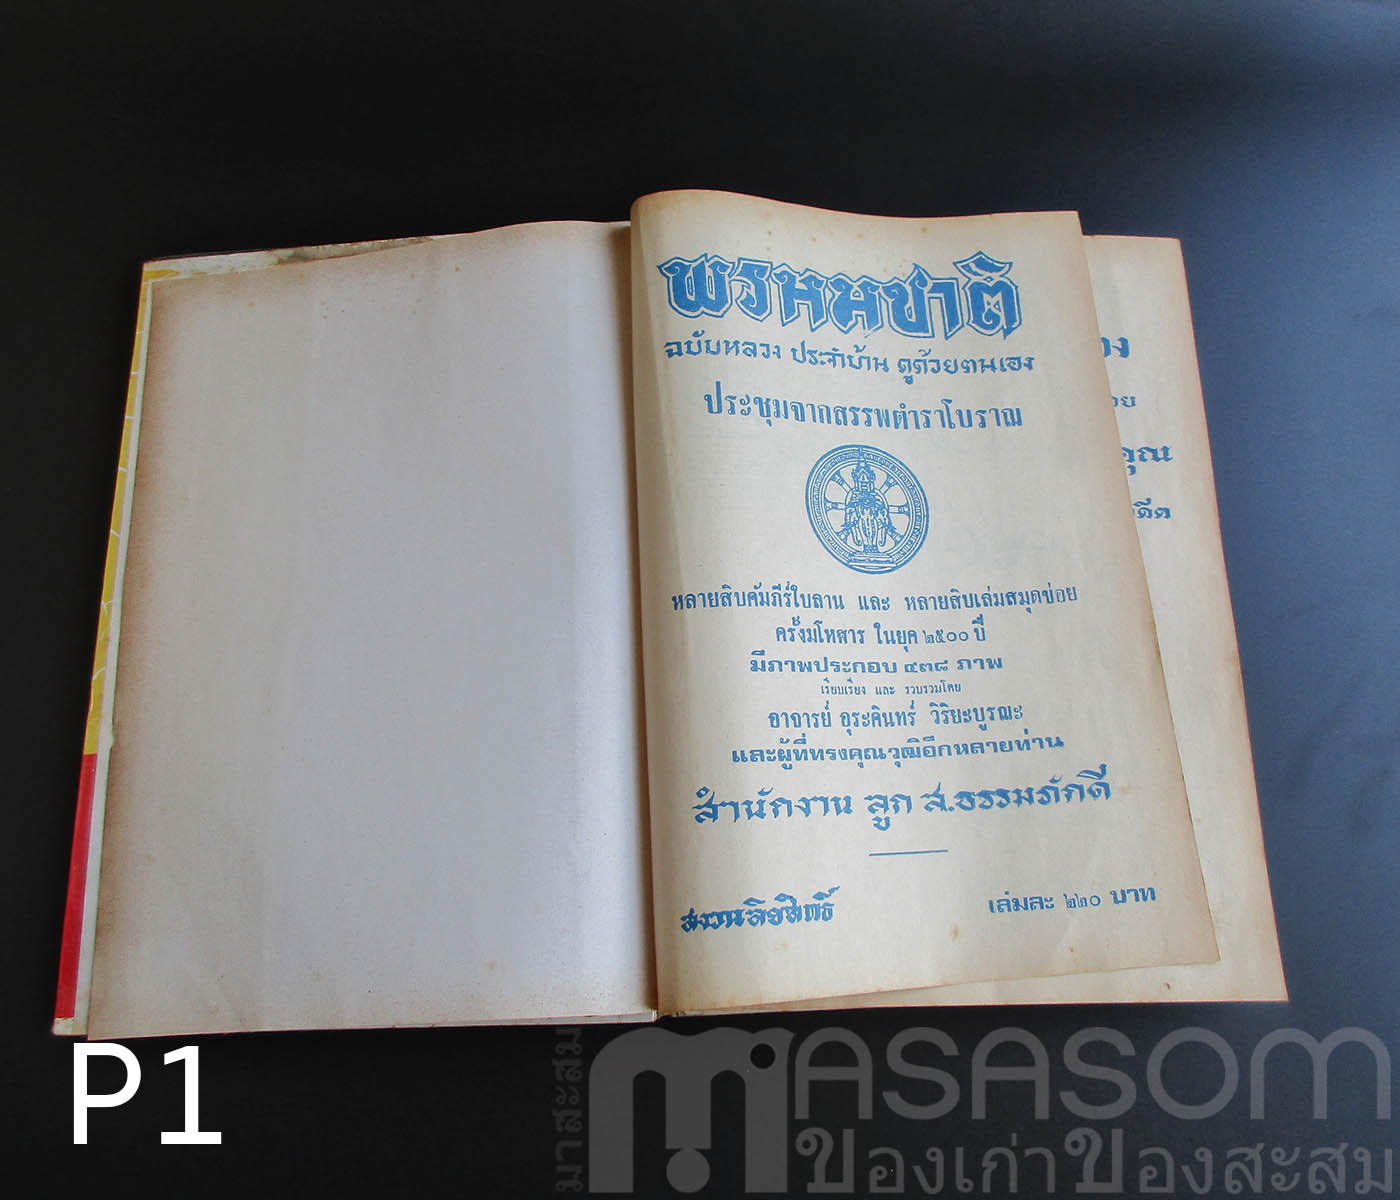 พรหมชาติ
ฉบับหลวง ประจำบ้าน ดูด้วยตนเอง
ประชุมจากสรรพตำราโบราณ
หลายสิบคัมภีร์ใบลาน และ หลายสิบเล่มสมุดข่อย
ครั้งมโหสาร ในยุค ๒๕๐๐ ปี
มีภาพประกอบ ๔๓๘ ภาพ
เรียบเรียง และ รวบรวมโดย
อาจารย์ อุระคินทร์ วิริยะบูรณะ
และผู้ที่ทรงคุณวุฒิอีกหลายท่าน
สำนักงาน ลูก ส.ธรรมภักดี
สงวนลิขสิทธิ์
เล่มละ ๒๒๐ บาท
P1
มาสะสม
MASASOM
ของเก่าของสะสม